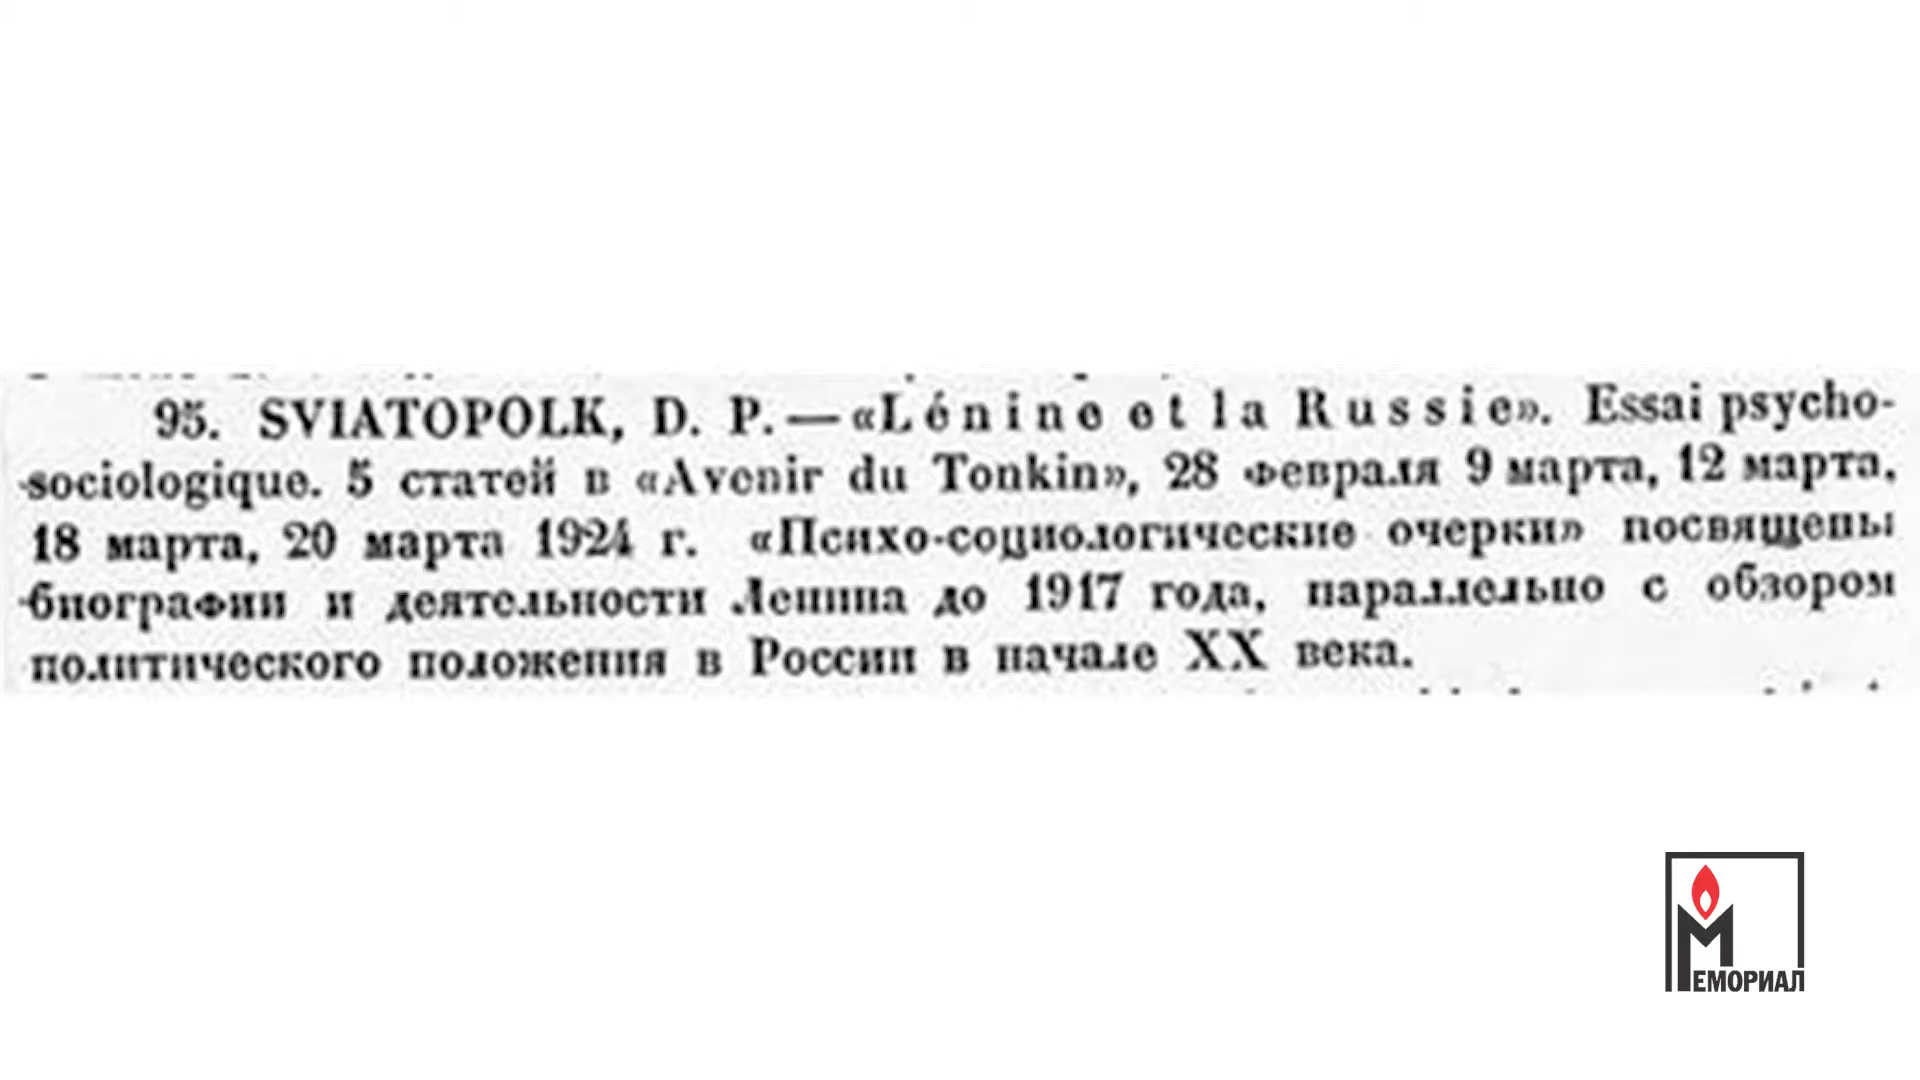 95. SVIATOPOLK, D. P.—«Lénine et la Russie». Essai psycho-
sociologique. 5 статей в «Avenir du Tonkin», 28 февраля 9 марта, 12 марта,
18 марта, 20 марта 1924 г. «Психо-социологические очерки» посвящены
биографии и деятельности Ленина до 1917 года, параллельно с обзором
политического положения в России в начале XX века.
МЕМОРИАЛ